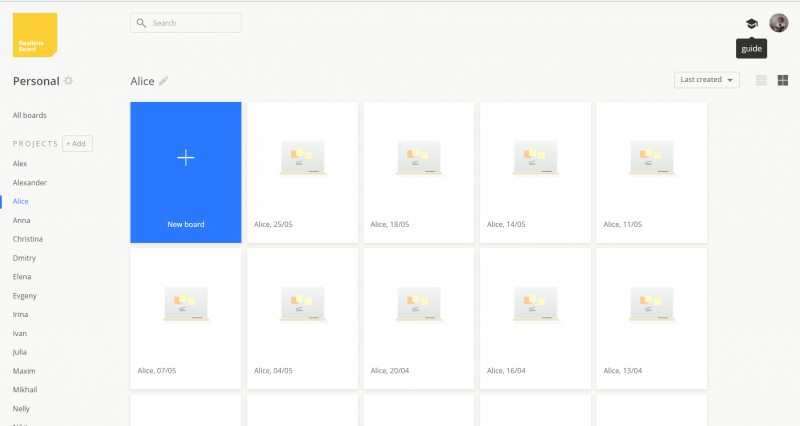 Realtime
Board
Search
guide
Personal
Alice
Last created
All boards
PROJECTS + Add
Alex
Alexander
Alice
Anna
Christina
Dmitry
Elena
Evgeny
Irina
Ivan
Julia
Maxim
Mikhail
Nelly
New board
Alice, 25/05
Alice, 18/05
Alice, 14/05
Alice, 11/05
Alice, 07/05
Alice, 04/05
Alice, 20/04
Alice, 16/04
Alice, 13/04